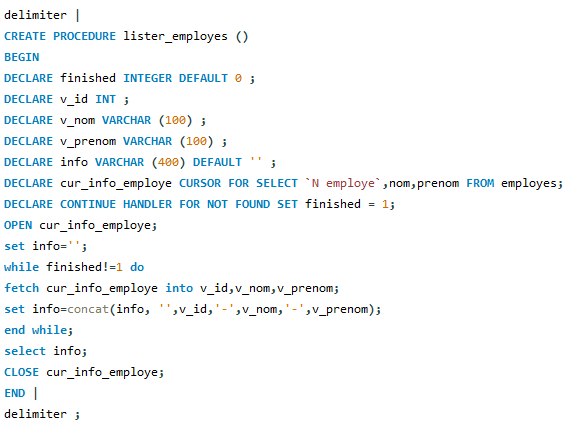 delimiter |
CREATE PROCEDURE lister_employes ()
BEGIN
DECLARE finished INTEGER DEFAULT 0 ;
DECLARE v_id INT ;
DECLARE v_nom VARCHAR (100) ;
DECLARE v_prenom VARCHAR (100) ;
DECLARE info VARCHAR (400) DEFAULT '' ;
DECLARE cur_info_employe CURSOR FOR SELECT `N employe`,nom,prenom FROM employes;
DECLARE CONTINUE HANDLER FOR NOT FOUND SET finished = 1;
OPEN cur_info_employe;
set info='';
while finished!=1 do
fetch cur_info_employe into v_id,v_nom,v_prenom;
set info=concat(info, '',v_id,'-',v_nom,'-',v_prenom);
end while;
select info;
CLOSE cur_info_employe;
END |
delimiter ;